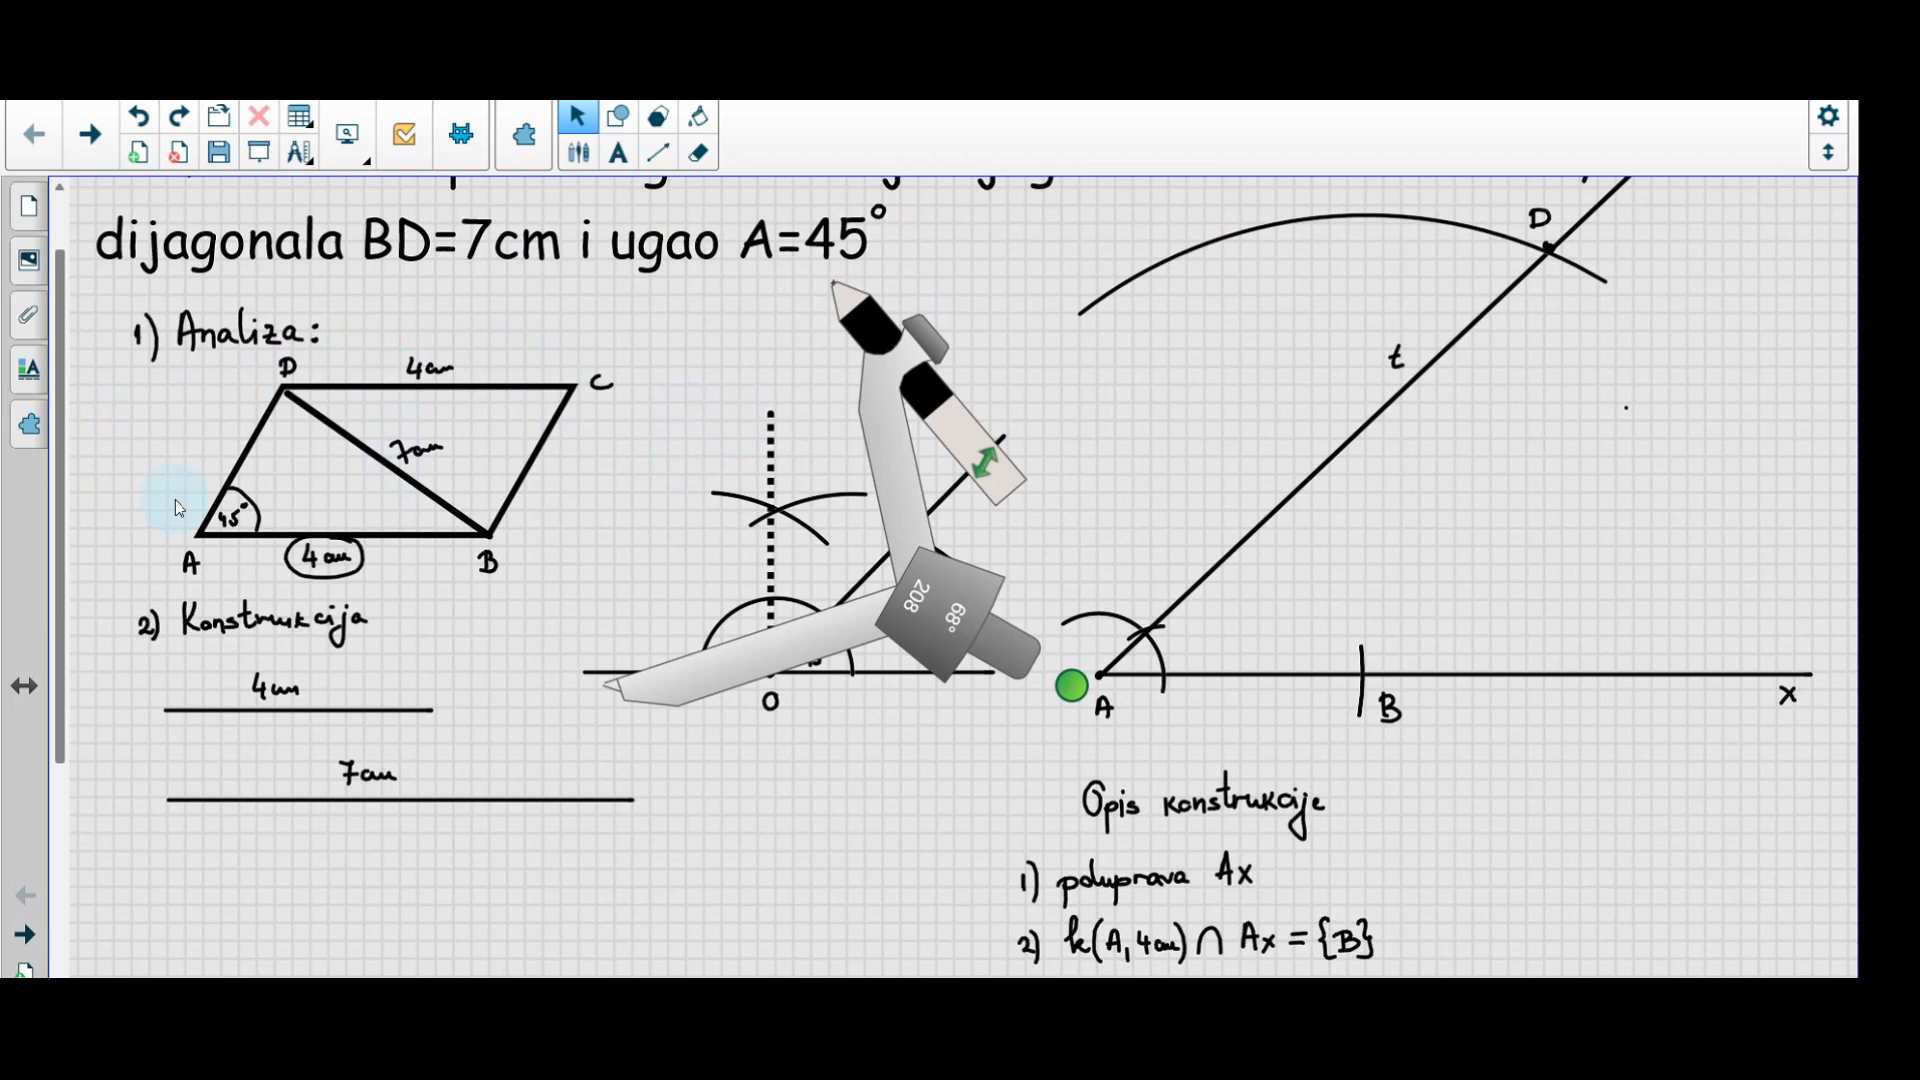 dijagonala BD=7cm i ugao A=45°
1) Analiza:
D
4cm
C
7cm
45°
A
4cm
B
2) Konstrukcija
4cm
7cm
O
208
68°
D
t
A
B
x
Opis konstrukcije
1) poluprava Ax
2) k(A, 4cm) ∩ Ax = {B}